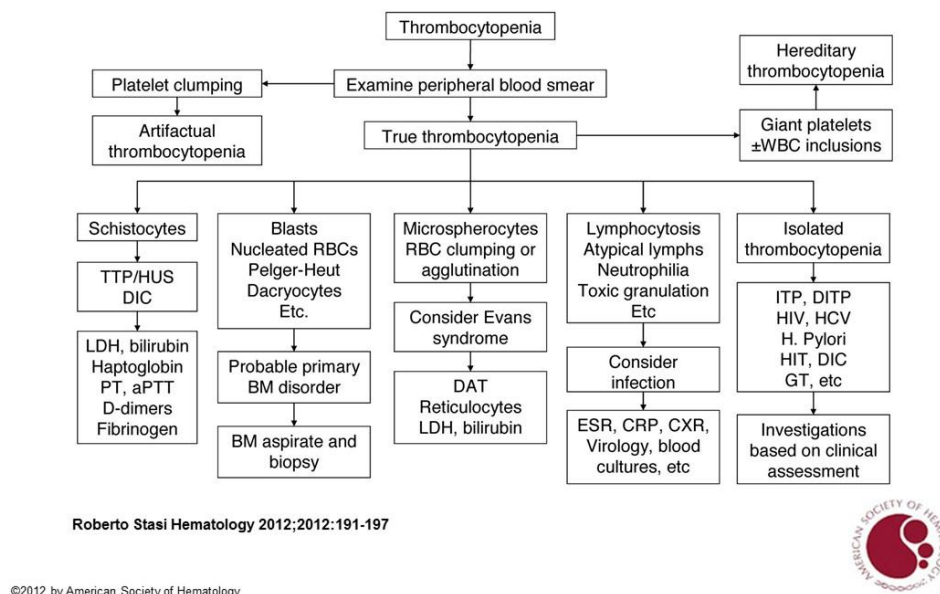 Thrombocytopenia
Examine peripheral blood smear
Platelet clumping
Artifactual
thrombocytopenia
True thrombocytopenia
Hereditary
thrombocytopenia
Giant platelets
±WBC inclusions
Schistocytes
TTP/HUS
DIC
LDH, bilirubin
Haptoglobin
PT, aPTT
D-dimers
Fibrinogen
Blasts
Nucleated RBCs
Pelger-Heut
Dacryocytes
Etc.
Probable primary
BM disorder
BM aspirate and
biopsy
Microspherocytes
RBC clumping or
agglutination
Consider Evans
syndrome
DAT
Reticulocytes
LDH, bilirubin
Lymphocytosis
Atypical lymphs
Neutrophilia
Toxic granulation
Etc
Consider
infection
ESR, CRP, CXR,
Virology, blood
cultures, etc
Isolated
thrombocytopenia
ITP, DITP
HIV, HCV
H. Pylori
HIT, DIC
GT, etc
Investigations
based on clinical
assessment
Roberto Stasi Hematology 2012;2012:191-197
©2012 by American Society of Hematology